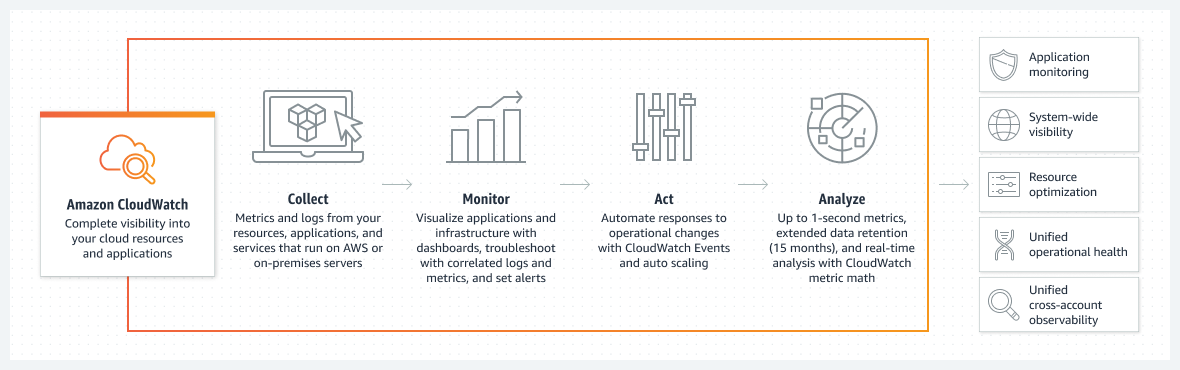 Amazon CloudWatch
Complete visibility into
your cloud resources
and applications
Collect
Metrics and logs from your
resources, applications, and
services that run on AWS or
on-premises servers
Monitor
Visualize applications and
infrastructure with
dashboards, troubleshoot
with correlated logs and
metrics, and set alerts
Act
Automate responses to
operational changes
with CloudWatch Events
and auto scaling
Analyze
Up to 1-second metrics,
extended data retention
(15 months), and real-time
analysis with CloudWatch
metric math
Application
monitoring
System-wide
visibility
Resource
optimization
Unified
operational health
Unified
cross-account
observability